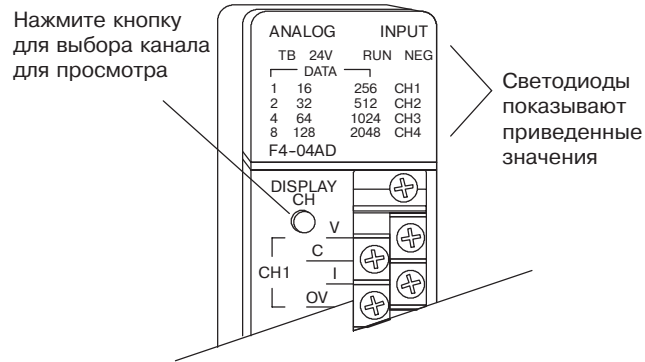 Нажмите кнопку
для выбора канала
для просмотра
ANALOG INPUT
TB 24V RUN NEG
DATA
1 16 256 CH1
2 32 512 CH2
4 64 1024 CH3
8 128 2048 CH4
F4-04AD
Светодиоды
показывают
приведенные
значения
DISPLAY
CH
V
C
CH1
I
OV